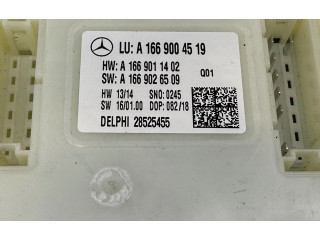 LU: A 166 900 45 19
HW: A 166 901 14 02
SW: A 166 902 65 09 Q01
HW 13/14 SNO: 0245
SW 16/01.00 DOP: 082/18
DELPHI 28525455